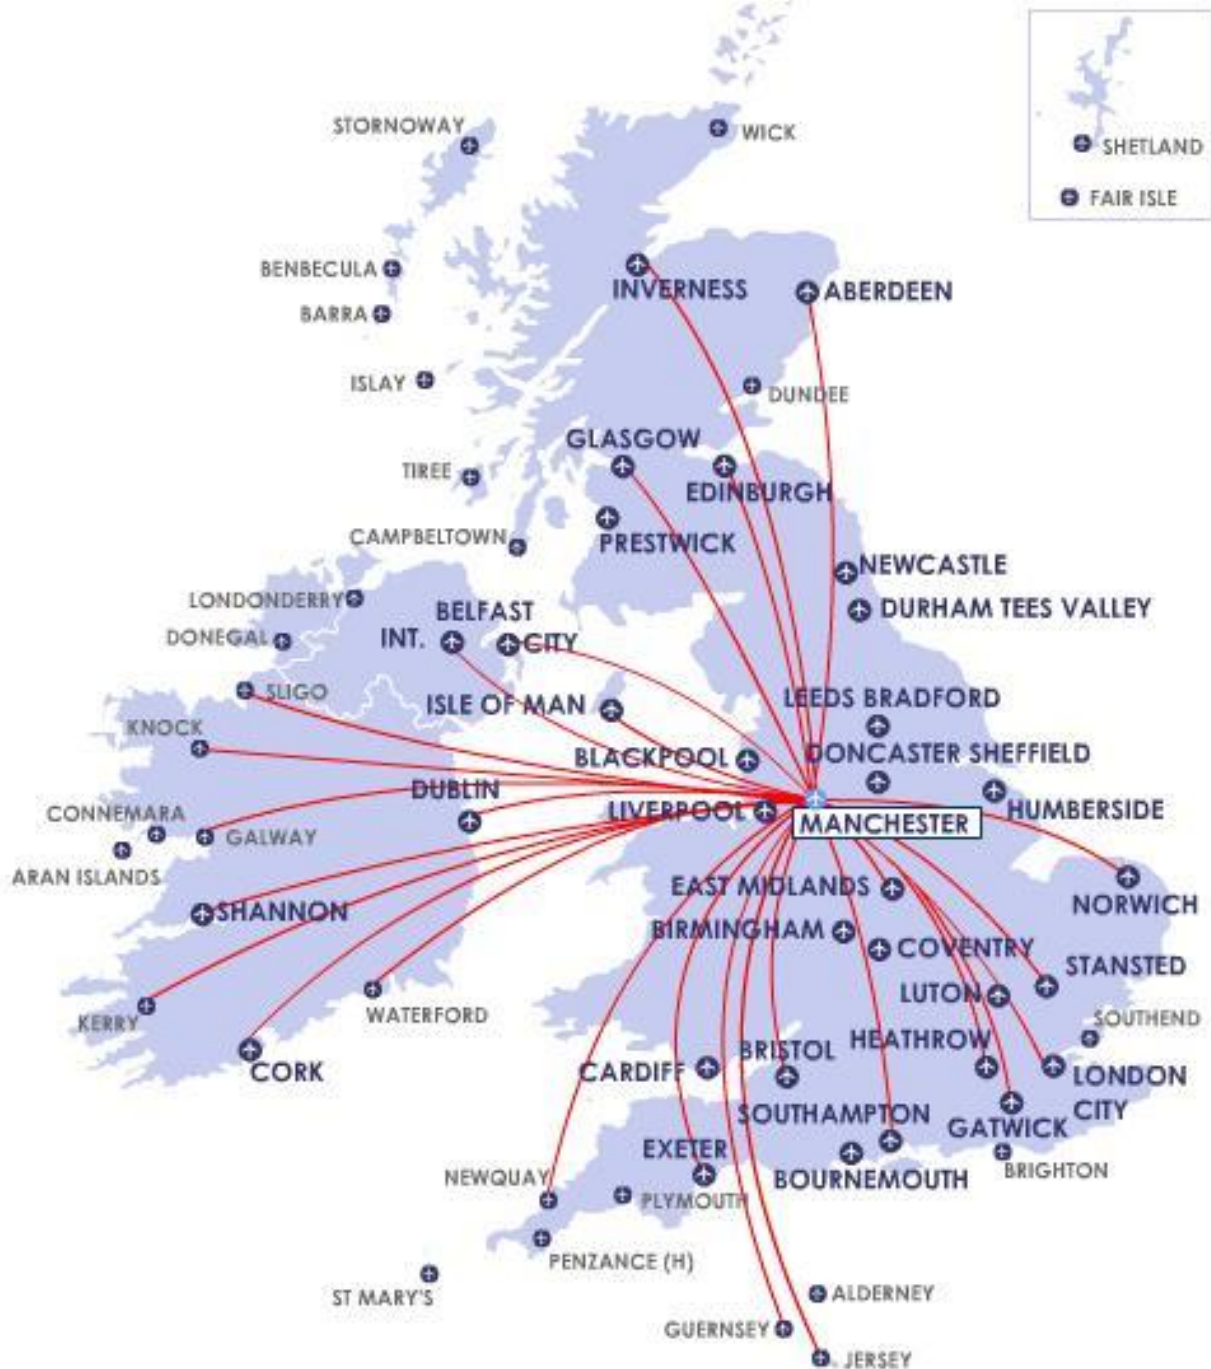 STORNOWAY
WICK
SHETLAND
FAIR ISLE
BENBECULA
INVERNESS
ABERDEEN
BARRA
ISLAY
DUNDEE
GLASGOW
TIREE
EDINBURGH
CAMPBELTOWN
PRESTWICK
NEWCASTLE
LONDONDERRY
BELFAST
DURHAM TEES VALLEY
DONEGAL
INT.
CITY
SLIGO
ISLE OF MAN
LEEDS BRADFORD
KNOCK
BLACKPOOL
DONCASTER SHEFFIELD
DUBLIN
CONNEMARA
LIVERPOOL
HUMBERSIDE
MANCHESTER
GALWAY
ARAN ISLANDS
EAST MIDLANDS
NORWICH
SHANNON
BIRMINGHAM
COVENTRY
STANSTED
LUTON
KERRY
WATERFORD
SOUTHEND
HEATHROW
BRISTOL
CORK
CARDIFF
LONDON
CITY
SOUTHAMPTON
GATWICK
EXETER
BRIGHTON
NEWQUAY
BOURNEMOUTH
PLYMOUTH
PENZANCE (H)
ST MARY'S
ALDERNEY
GUERNSEY
JERSEY